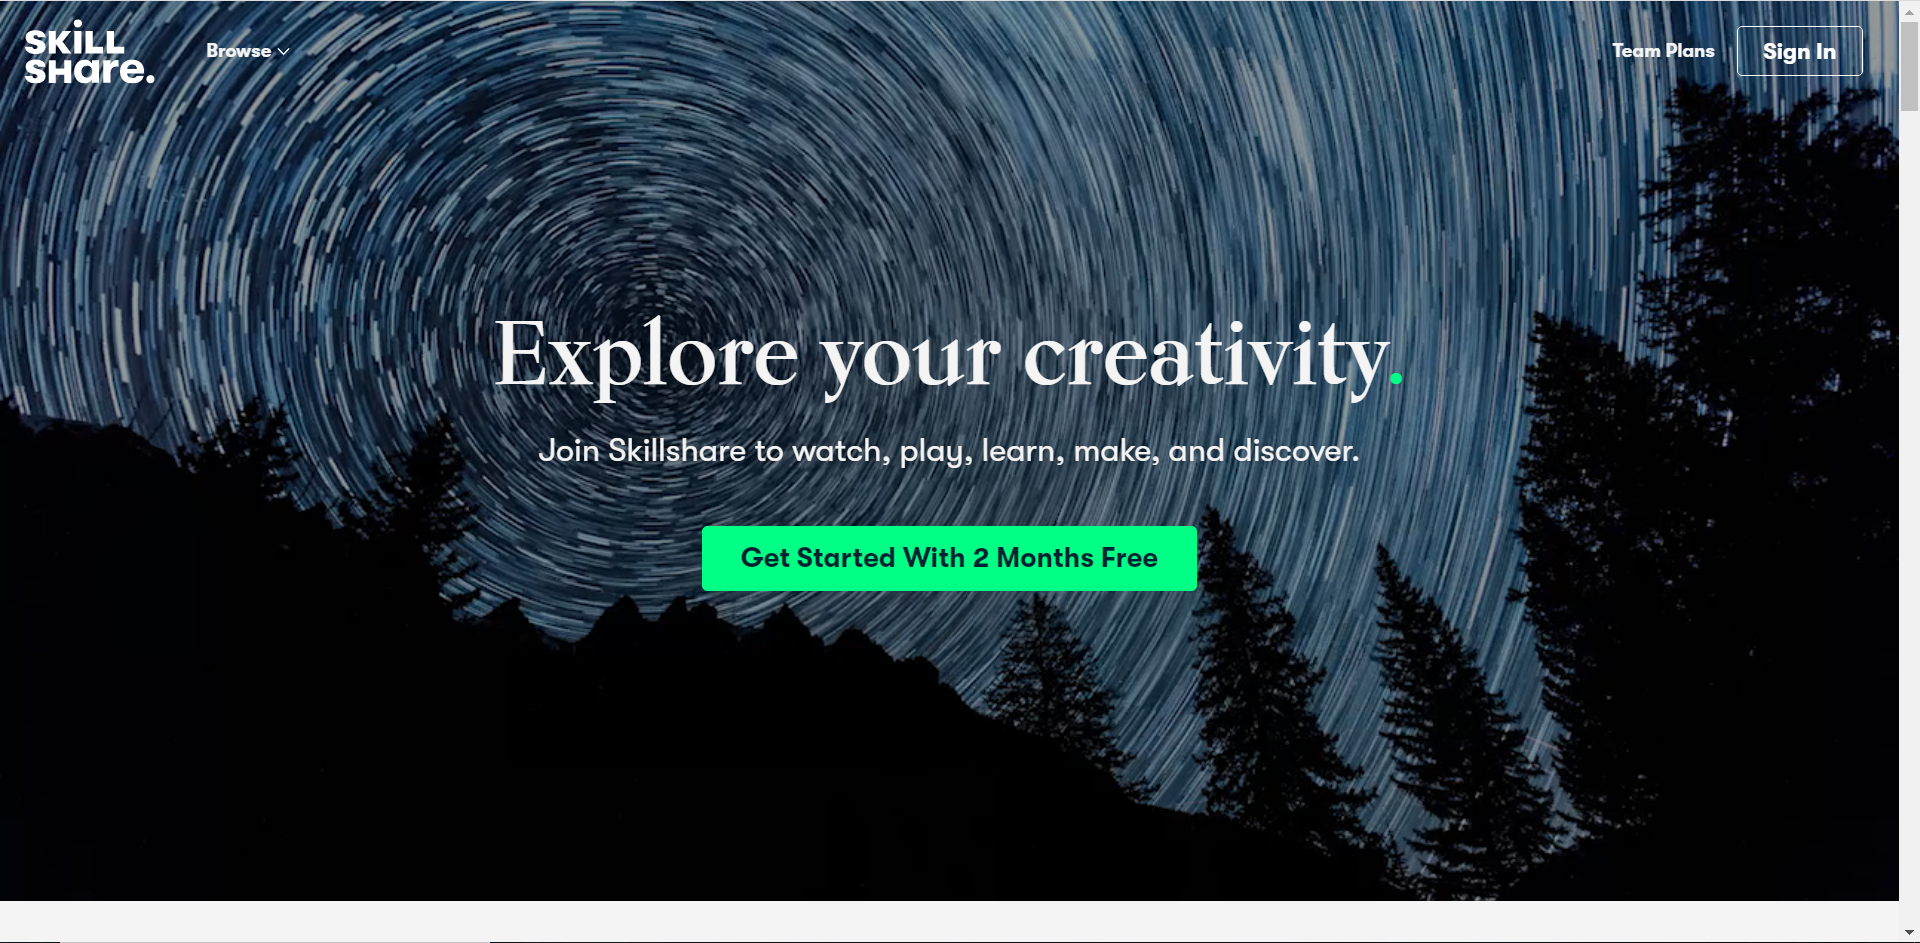 SKiLL
SHare.
Browse
Team Plans
Sign In
Explore your creativity.
Join Skillshare to watch, play, learn, make, and discover.
Get Started With 2 Months Free